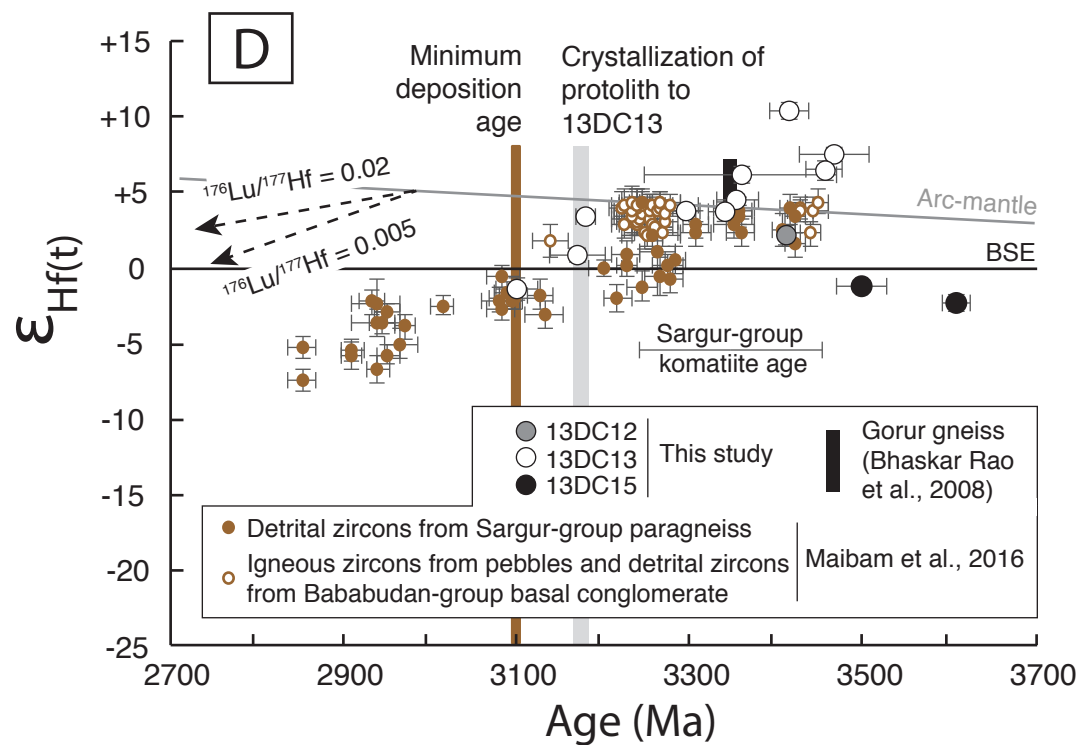 D
+15
+10
+5
0
-5
-10
-15
-20
-25
εHf(t)
Minimum
deposition
age
Crystallization of
protolith to
13DC13
176Lu/177Hf = 0.02
176Lu/177Hf = 0.005
Arc-mantle
BSE
Sargur-group
komatiite age
13DC12
13DC13
13DC15
This study
Gorur gneiss
(Bhaskar Rao
et al., 2008)
Detrital zircons from Sargur-group paragneiss
Igneous zircons from pebbles and detrital zircons
from Bababudan-group basal conglomerate
Maibam et al., 2016
2700 2900 3100 3300 3500 3700
Age (Ma)